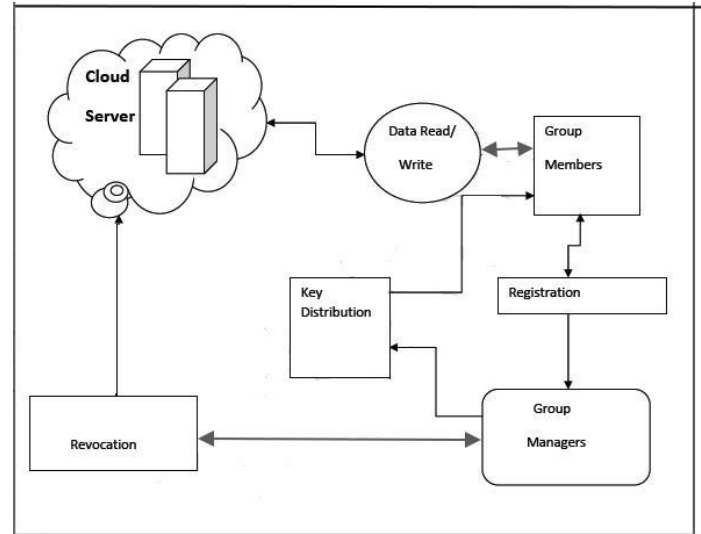 Cloud
Server
Data Read/
Write
Group
Members
Key
Distribution
Registration
Group
Managers
Revocation